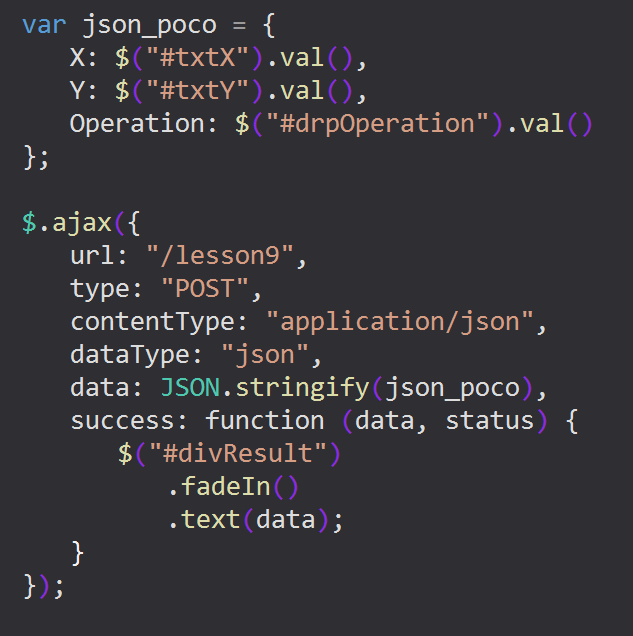 var json_poco = {
    X: $("#txtX").val(),
    Y: $("#txtY").val(),
    Operation: $("#drpOperation").val()
};

$.ajax({
    url: "/lesson9",
    type: "POST",
    contentType: "application/json",
    dataType: "json",
    data: JSON.stringify(json_poco),
    success: function (data, status) {
        $("#divResult")
            .fadeIn()
            .text(data);
    }
});